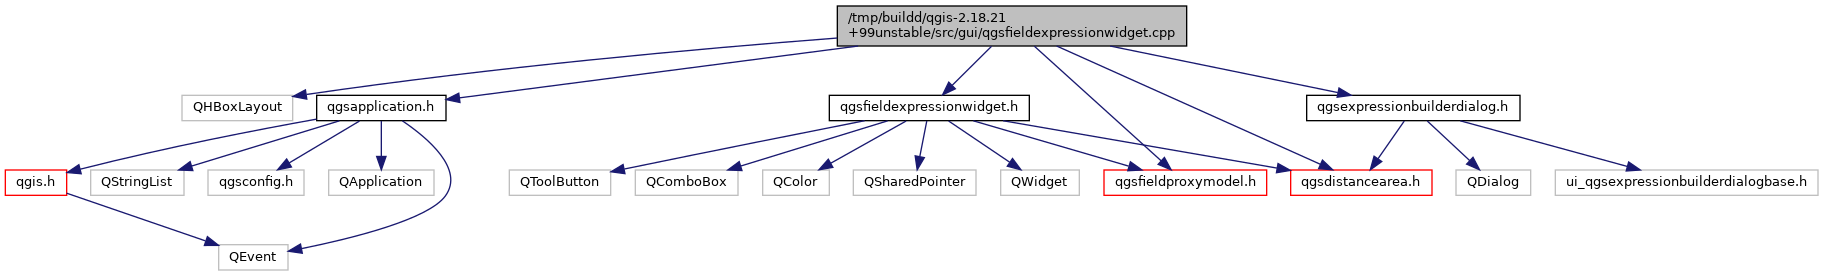 /tmp/buildd/qgis-2.18.21
+99unstable/src/gui/qgsfieldexpressionwidget.cpp
QHBoxLayout
qgsapplication.h
qgsfieldexpressionwidget.h
qgsexpressionbuilderdialog.h
qgis.h
QStringList
qgsconfig.h
QApplication
QToolButton
QComboBox
QColor
QSharedPointer
QWidget
qgsfieldproxymodel.h
qgsdistancearea.h
QDialog
ui_qgsexpressionbuilderdialogbase.h
QEvent